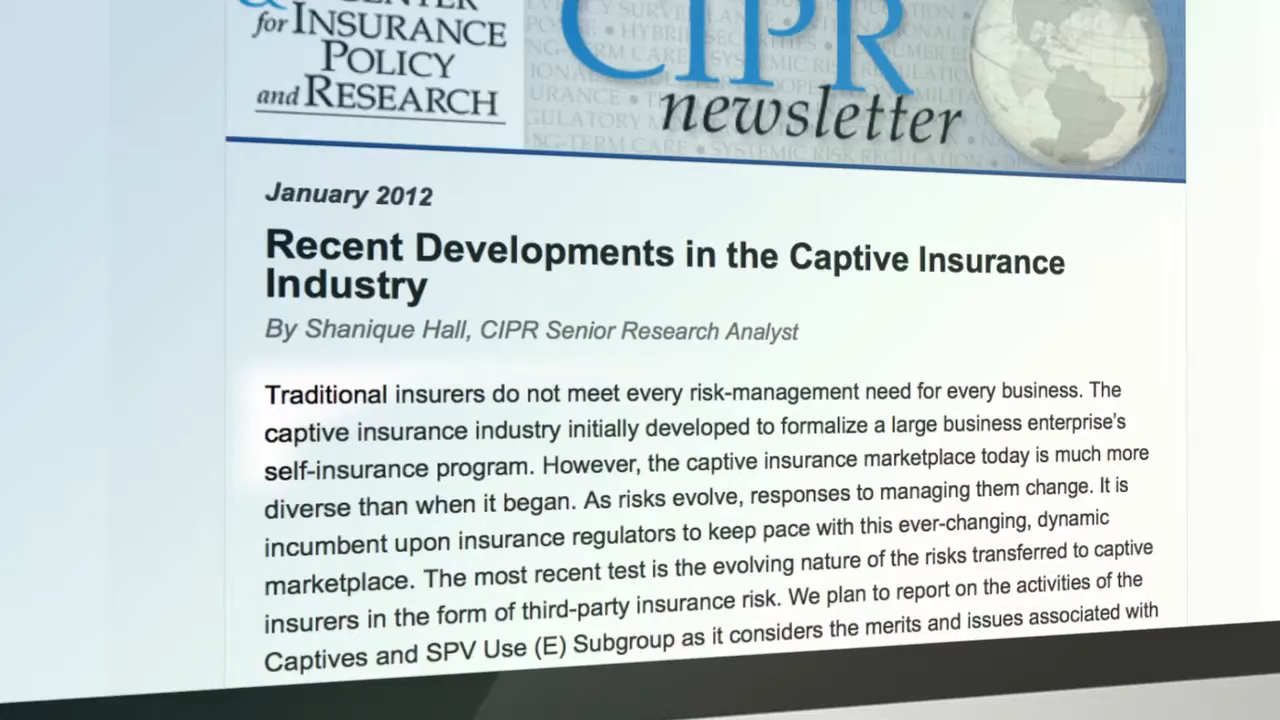 CENTER
for INSURANCE
POLICY
and RESEARCH
CIPR
newsletter
January 2012
Recent Developments in the Captive Insurance
Industry
By Shanique Hall, CIPR Senior Research Analyst
Traditional insurers do not meet every risk-management need for every business. The
captive insurance industry initially developed to formalize a large business enterprise's
self-insurance program. However, the captive insurance marketplace today is much more
diverse than when it began. As risks evolve, responses to managing them change. It is
incumbent upon insurance regulators to keep pace with this ever-changing, dynamic
marketplace. The most recent test is the evolving nature of the risks transferred to captive
insurers in the form of third-party insurance risk. We plan to report on the activities of the
Captives and SPV Use (E) Subgroup as it considers the merits and issues associated with